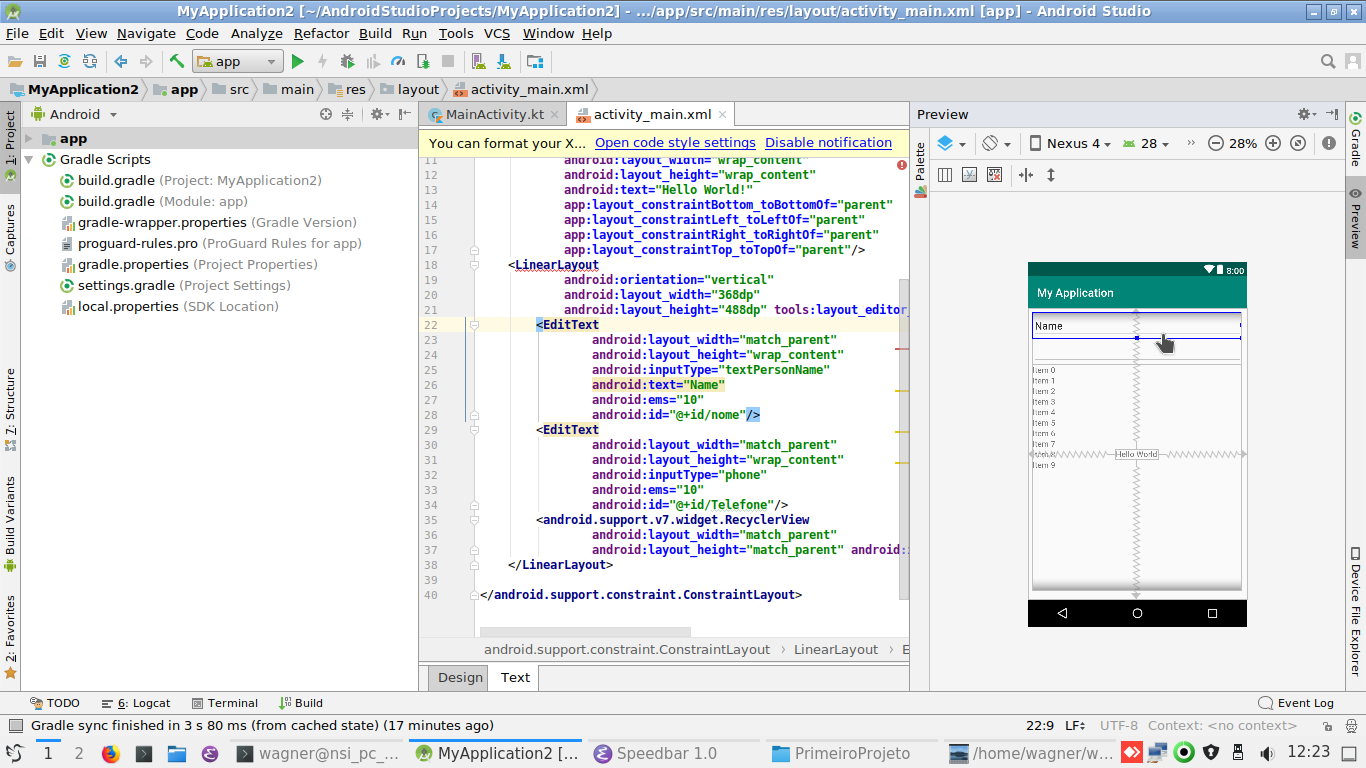 MyApplication2 [~/AndroidStudioProjects/MyApplication2] - .../app/src/main/res/layout/activity_main.xml [app] - Android Studio
File Edit View Navigate Code Analyze Refactor Build Run Tools VCS Window Help
app
MyApplication2 app src main res layout activity_main.xml
1: Project
Captures
7: Structure
Build Variants
2: Favorites
Android
app
Gradle Scripts
build.gradle (Project: MyApplication2)
build.gradle (Module: app)
gradle-wrapper.properties (Gradle Version)
proguard-rules.pro (ProGuard Rules for app)
gradle.properties (Project Properties)
settings.gradle (Project Settings)
local.properties (SDK Location)
MainActivity.kt activity_main.xml
You can format your X... Open code style settings Disable notification
11 android:layout_width="wrap_content"
12 android:layout_height="wrap_content"
13 android:text="Hello World!"
14 app:layout_constraintBottom_toBottomOf="parent"
15 app:layout_constraintLeft_toLeftOf="parent"
16 app:layout_constraintRight_toRightOf="parent"
17 app:layout_constraintTop_toTopOf="parent"/>
18 <LinearLayout
19 android:orientation="vertical"
20 android:layout_width="368dp"
21 android:layout_height="488dp" tools:layout_editor_
22 <EditText
23 android:layout_width="match_parent"
24 android:layout_height="wrap_content"
25 android:inputType="textPersonName"
26 android:text="Name"
27 android:ems="10"
28 android:id="@+id/nome"/>
29 <EditText
30 android:layout_width="match_parent"
31 android:layout_height="wrap_content"
32 android:inputType="phone"
33 android:ems="10"
34 android:id="@+id/Telefone"/>
35 <android.support.v7.widget.RecyclerView
36 android:layout_width="match_parent"
37 android:layout_height="match_parent" android:
38 </LinearLayout>
39
40 </android.support.constraint.ConstraintLayout>
android.support.constraint.ConstraintLayout › LinearLayout › E
Design Text
Preview
Palette
Nexus 4 28 » 28%
8:00
My Application
Name
Item 0
Item 1
Item 2
Item 3
Item 4
Item 5
Item 6
Item 7
Item 8 Hello World
Item 9
Gradle
Preview
Device File Explorer
TODO 6: Logcat Terminal Build Event Log
Gradle sync finished in 3 s 80 ms (from cached state) (17 minutes ago) 22:9 LF UTF-8 Context: <no context>
1 2 wagner@nsi_pc_... MyApplication2 [... Speedbar 1.0 PrimeiroProjeto /home/wagner/w... 12:23